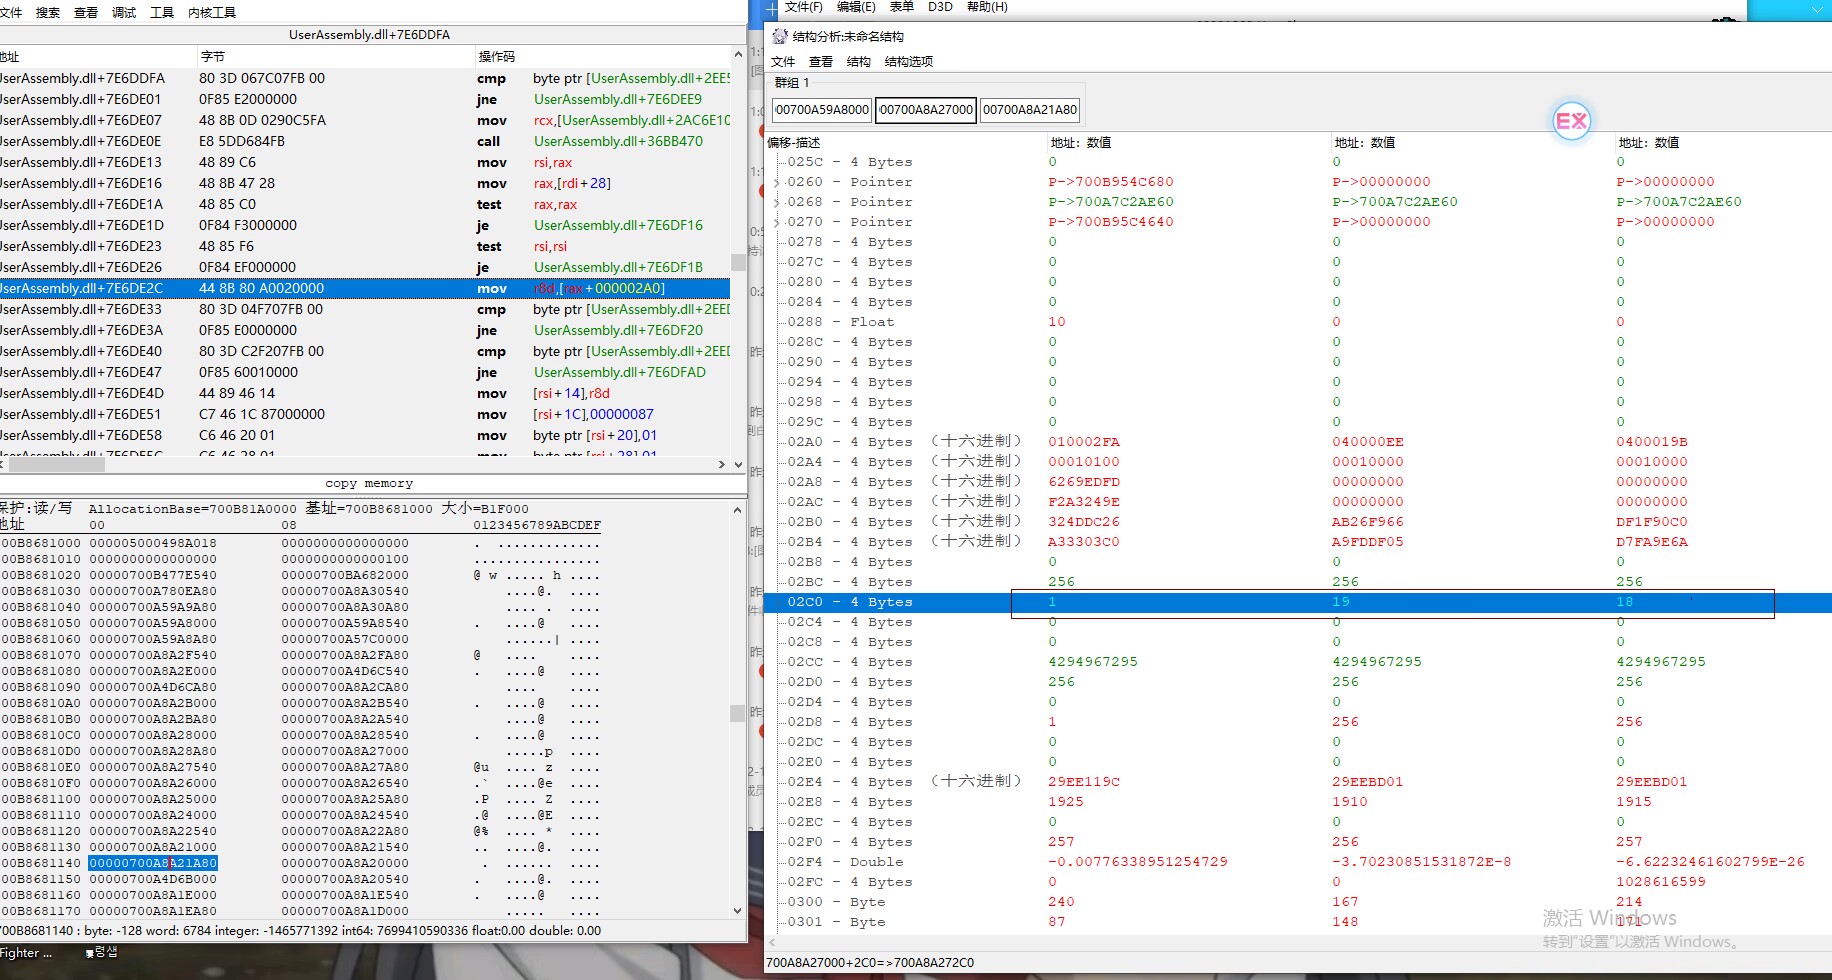 文件 搜索 查看 调试 工具 内核工具
UserAssembly.dll+7E6DDFA
地址 字节 操作码
UserAssembly.dll+7E6DDFA 80 3D 067C07FB 00 cmp byte ptr [UserAssembly.dll+2EE5
UserAssembly.dll+7E6DE01 0F85 E2000000 jne UserAssembly.dll+7E6DEE9
UserAssembly.dll+7E6DE07 48 8B 0D 0290C5FA mov rcx,[UserAssembly.dll+2AC6E10
UserAssembly.dll+7E6DE0E E8 5DD684FB call UserAssembly.dll+36BB470
UserAssembly.dll+7E6DE13 48 89 C6 mov rsi,rax
UserAssembly.dll+7E6DE16 48 8B 47 28 mov rax,[rdi+28]
UserAssembly.dll+7E6DE1A 48 85 C0 test rax,rax
UserAssembly.dll+7E6DE1D 0F84 F3000000 je UserAssembly.dll+7E6DF16
UserAssembly.dll+7E6DE23 48 85 F6 test rsi,rsi
UserAssembly.dll+7E6DE26 0F84 EF000000 je UserAssembly.dll+7E6DF1B
UserAssembly.dll+7E6DE2C 44 8B 80 A0020000 mov r8d,[rax+000002A0]
UserAssembly.dll+7E6DE33 80 3D 04F707FB 00 cmp byte ptr [UserAssembly.dll+2EED
UserAssembly.dll+7E6DE3A 0F85 E0000000 jne UserAssembly.dll+7E6DF20
UserAssembly.dll+7E6DE40 80 3D C2F207FB 00 cmp byte ptr [UserAssembly.dll+2EED
UserAssembly.dll+7E6DE47 0F85 60010000 jne UserAssembly.dll+7E6DFAD
UserAssembly.dll+7E6DE4D 44 89 46 14 mov [rsi+14],r8d
UserAssembly.dll+7E6DE51 C7 46 1C 87000000 mov [rsi+1C],00000087
UserAssembly.dll+7E6DE58 C6 46 20 01 mov byte ptr [rsi+20],01
UserAssembly.dll+7E6DE5C C6 46 28 01 mov byte ptr [rsi+28],01
copy memory
保护:读/写 AllocationBase=700B81A0000 基址=700B8681000 大小=B1F000
地址 00 08 0123456789ABCDEF
00B8681000 000005000498A018 0000000000000000
00B8681010 0000000000000000 0000000000000100
00B8681020 00000700B477E540 00000700BA682000 @ w ..... h ....
00B8681030 00000700A780EA80 00000700A8A30540 ....@. ....
00B8681040 00000700A59A9A80 00000700A8A30A80
00B8681050 00000700A59A8000 00000700A59A8540 . ....@ ....
00B8681060 00000700A59A8A80 00000700A57C0000 ......| ....
00B8681070 00000700A8A2F540 00000700A8A2FA80 @ .... ....
00B8681080 00000700A8A2E000 00000700A4D6C540 . ....@ ....
00B8681090 00000700A4D6CA80 00000700A8A2CA80 .... ....
00B86810A0 00000700A8A2B000 00000700A8A2B540 . ....@ ....
00B86810B0 00000700A8A2BA80 00000700A8A2A540 ....@ ....
00B86810C0 00000700A8A28000 00000700A8A28540 . ....@ ....
00B86810D0 00000700A8A28A80 00000700A8A27000 .....p ....
00B86810E0 00000700A8A27540 00000700A8A27A80 @u .... z ....
00B86810F0 00000700A8A26000 00000700A8A26540 .` ....@e ....
00B8681100 00000700A8A25000 00000700A8A25A80 .P .... Z ....
00B8681110 00000700A8A24000 00000700A8A24540 .@ ....@E ....
00B8681120 00000700A8A22540 00000700A8A22A80 @% .... * ....
00B8681130 00000700A8A21000 00000700A8A21540 .. ....@. ....
00B8681140 00000700A8A21A80 00000700A8A20000 . ...... ....
00B8681150 00000700A4D6B000 00000700A8A20540 . ....@. ....
00B8681160 00000700A8A1E000 00000700A8A1E540 . ....@ ....
00B8681170 00000700A8A1EA80 00000700A8A1D000 ..... ....
700B8681140 : byte: -128 word: 6784 integer: -1465771392 int64: 7699410590336 float:0.00 double: 0.00
Fighter ...
文件(F) 编辑(E) 表单 D3D 帮助(H)
结构分析:未命名结构
文件 查看 结构 结构选项
群组 1
00700A59A8000 00700A8A27000 00700A8A21A80
EX
偏移-描述 地址: 数值 地址: 数值 地址: 数值
025C - 4 Bytes 0 0 0
0260 - Pointer P->700B954C680 P->00000000 P->00000000
0268 - Pointer P->700A7C2AE60 P->700A7C2AE60 P->700A7C2AE60
0270 - Pointer P->700B95C4640 P->00000000 P->00000000
0278 - 4 Bytes 0 0 0
027C - 4 Bytes 0 0 0
0280 - 4 Bytes 0 0 0
0284 - 4 Bytes 0 0 0
0288 - Float 10 0 0
028C - 4 Bytes 0 0 0
0290 - 4 Bytes 0 0 0
0294 - 4 Bytes 0 0 0
0298 - 4 Bytes 0 0 0
029C - 4 Bytes 0 0 0
02A0 - 4 Bytes (十六进制) 010002FA 040000EE 0400019B
02A4 - 4 Bytes (十六进制) 00010100 00010000 00010000
02A8 - 4 Bytes (十六进制) 6269EDFD 00000000 00000000
02AC - 4 Bytes (十六进制) F2A3249E 00000000 00000000
02B0 - 4 Bytes (十六进制) 324DDC26 AB26F966 DF1F90C0
02B4 - 4 Bytes (十六进制) A33303C0 A9FDDF05 D7FA9E6A
02B8 - 4 Bytes 0 0 0
02BC - 4 Bytes 256 256 256
02C0 - 4 Bytes 1 19 18
02C4 - 4 Bytes 0 0 0
02C8 - 4 Bytes 0 0 0
02CC - 4 Bytes 4294967295 4294967295 4294967295
02D0 - 4 Bytes 256 256 256
02D4 - 4 Bytes 0 0 0
02D8 - 4 Bytes 1 256 256
02DC - 4 Bytes 0 0 0
02E0 - 4 Bytes 0 0 0
02E4 - 4 Bytes (十六进制) 29EE119C 29EEBD01 29EEBD01
02E8 - 4 Bytes 1925 1910 1915
02EC - 4 Bytes 0 0 0
02F0 - 4 Bytes 257 256 257
02F4 - Double -0.00776338951254729 -3.70230851531872E-8 -6.62232461602799E-26
02FC - 4 Bytes 0 0 1028616599
0300 - Byte 240 167 214
0301 - Byte 87 148 171
激活 Windows
转到"设置"以激活 Windows。
700A8A27000+2C0=>700A8A272C0